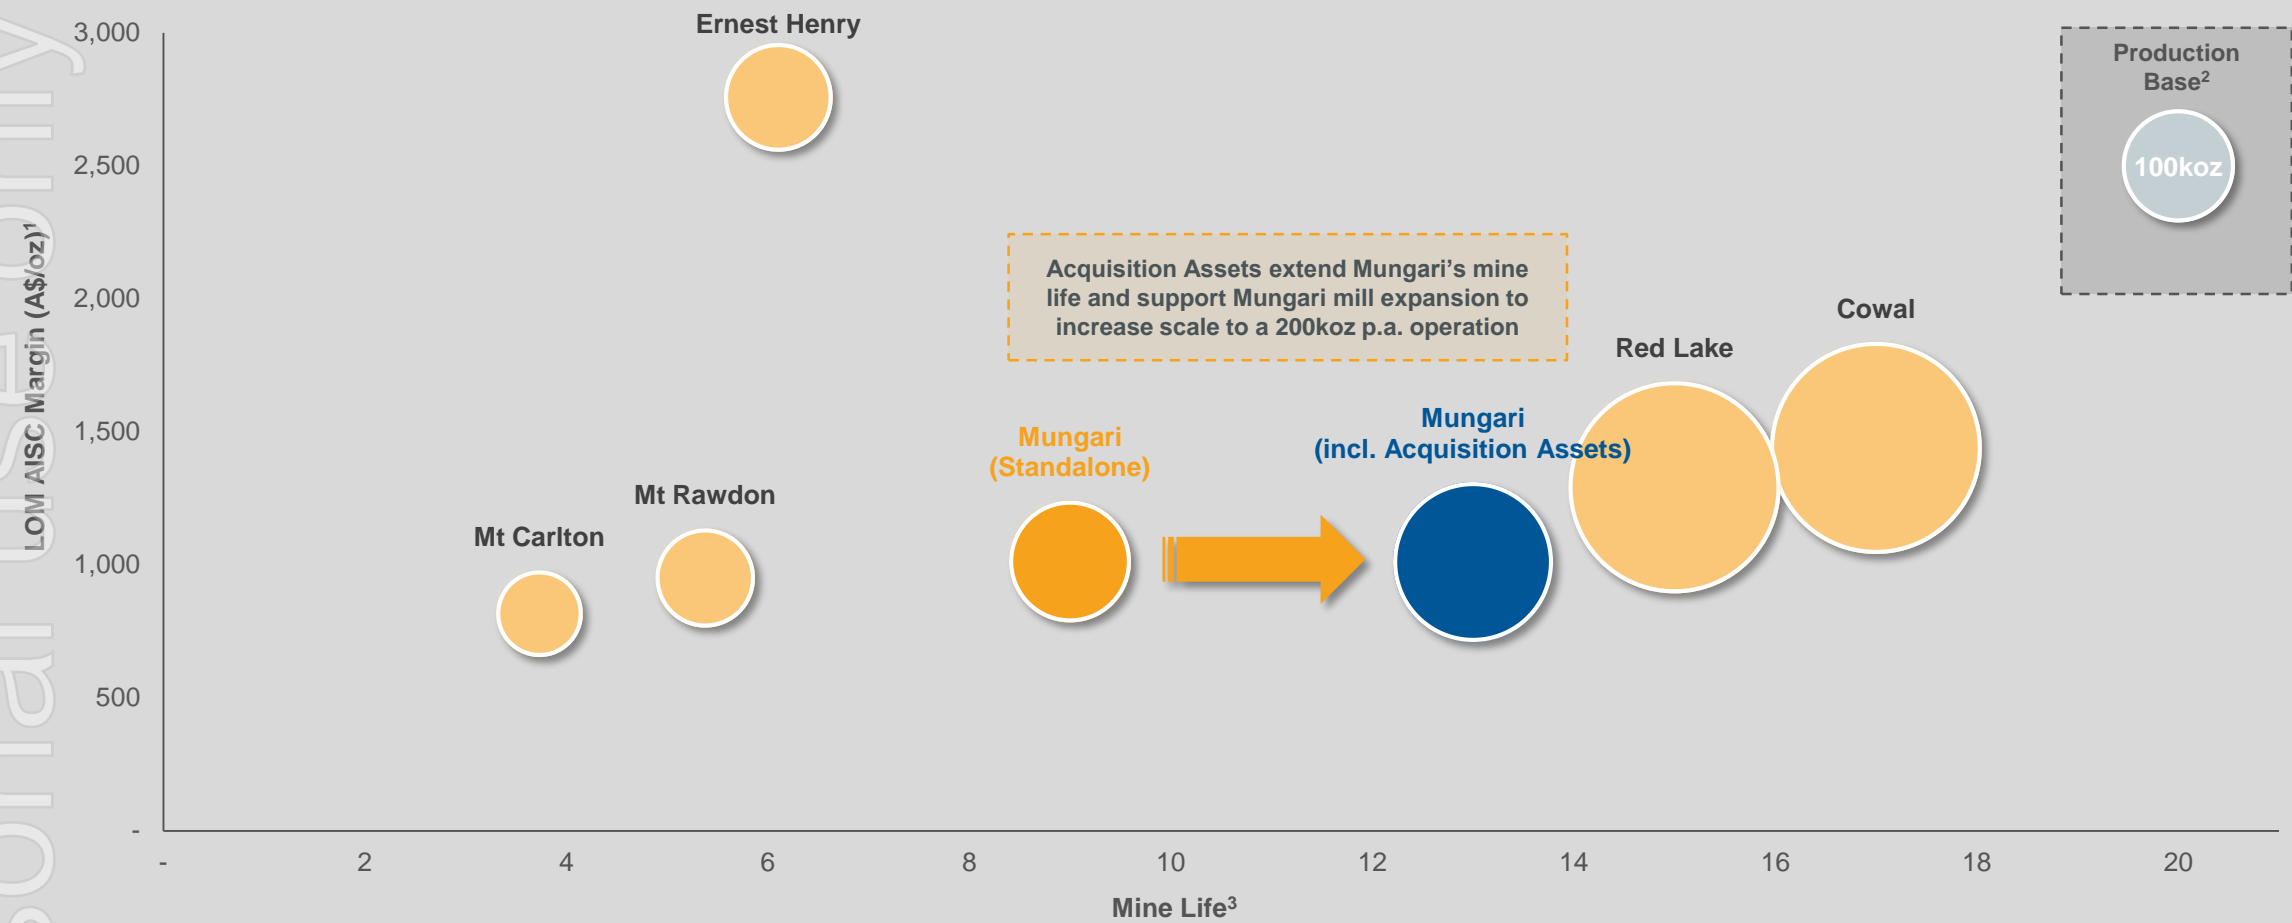 Ernest Henry
3,000
2,500
2,000
1,500
1,000
500
-
LOM AISC Margin (A$/oz)¹
Production
Base²
100koz
Acquisition Assets extend Mungari’s mine
life and support Mungari mill expansion to
increase scale to a 200koz p.a. operation
Cowal
Red Lake
Mungari
(incl. Acquisition Assets)
Mungari
(Standalone)
Mt Rawdon
Mt Carlton
-
2
4
6
8
10
12
14
16
18
20
Mine Life³
sonal use only